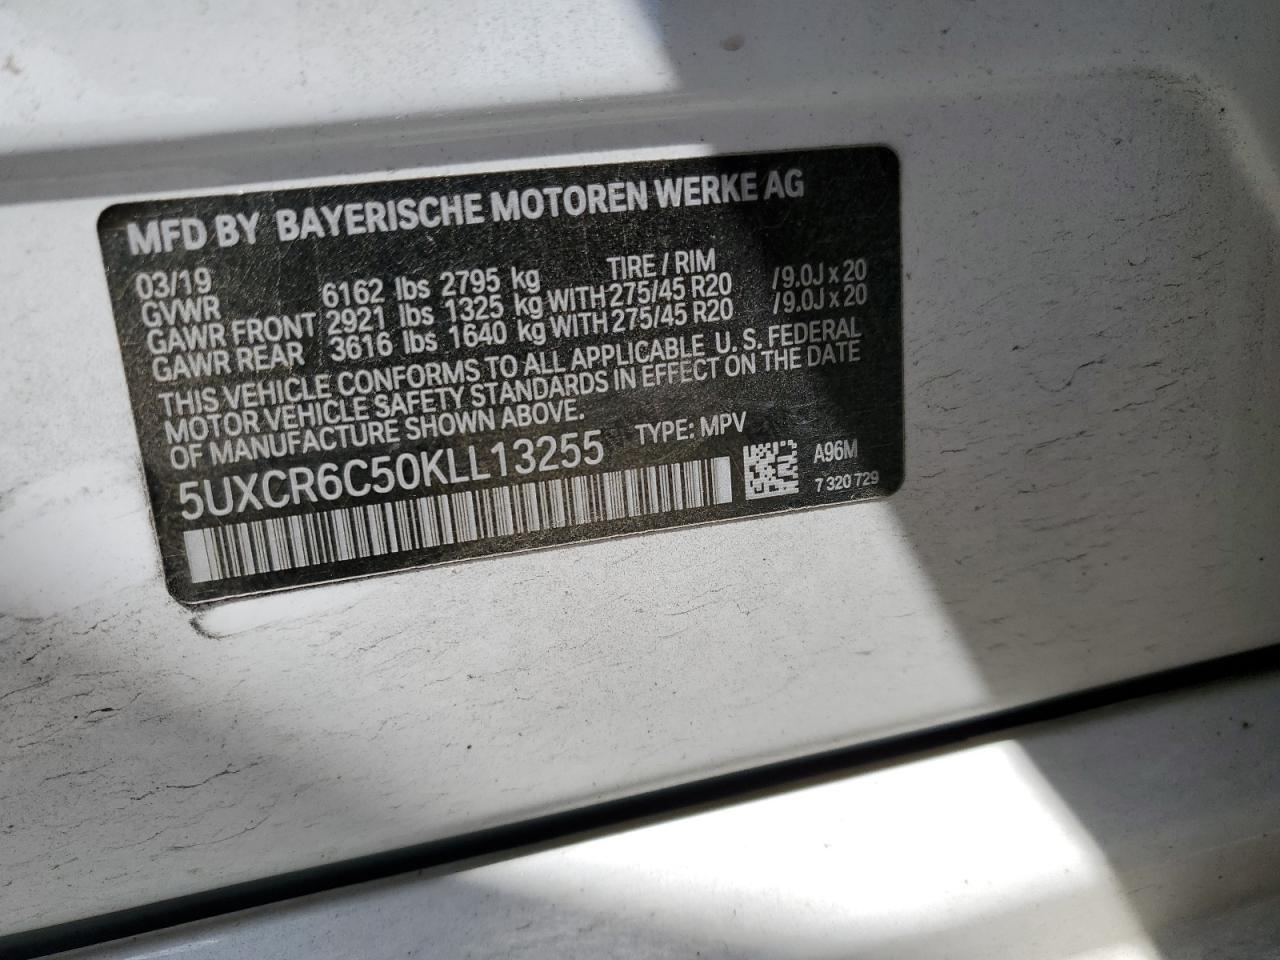 MFD BY BAYERISCHE MOTOREN WERKE AG
03/19 TIRE / RIM
GVWR 6162 lbs 2795 kg
GAWR FRONT 2921 lbs 1325 kg WITH 275/45 R20 / 9.0J x 20
GAWR REAR 3616 lbs 1640 kg WITH 275/45 R20 / 9.0J x 20
THIS VEHICLE CONFORMS TO ALL APPLICABLE U. S. FEDERAL
MOTOR VEHICLE SAFETY STANDARDS IN EFFECT ON THE DATE
OF MANUFACTURE SHOWN ABOVE.
5UXCR6C50KLL13255 TYPE: MPV
A96M
7 320 729